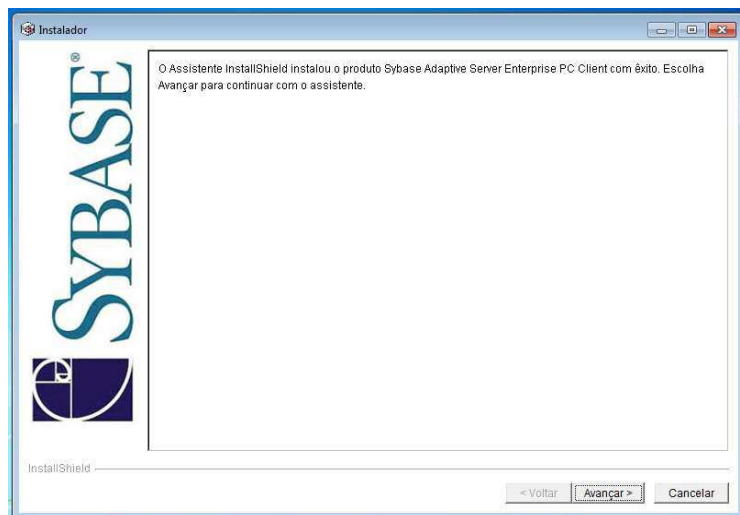 Instalador
SYBASE®
O Assistente InstallShield instalou o produto Sybase Adaptive Server Enterprise PC Client com êxito. Escolha
Avançar para continuar com o assistente.
InstallShield
< Voltar
Avançar >
Cancelar